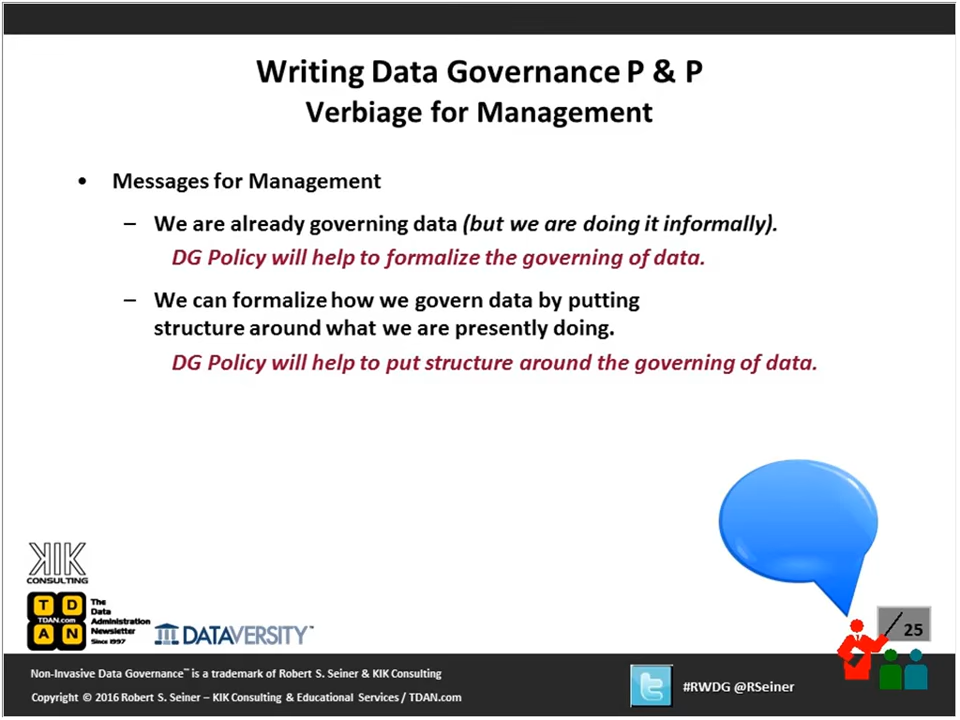 Writing Data Governance P & P
Verbiage for Management
• Messages for Management
– We are already governing data (but we are doing it informally).
DG Policy will help to formalize the governing of data.
– We can formalize how we govern data by putting
structure around what we are presently doing.
DG Policy will help to put structure around the governing of data.
KIK
CONSULTING
T D
TDAN.com
A N
The
Data
Administration
Newsletter
Since 1997
DATAVERSITY™
25
Non-Invasive Data Governance™ is a trademark of Robert S. Seiner & KIK Consulting
Copyright © 2016 Robert S. Seiner – KIK Consulting & Educational Services / TDAN.com
#RWDG @RSeiner